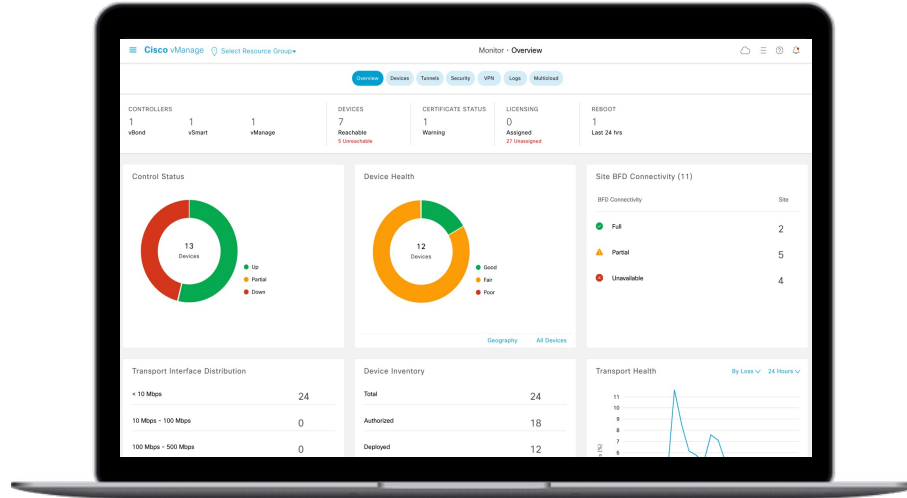 Cisco vManage Select Resource Group Monitor · Overview
Overview Devices Tunnels Security VPN Logs Multicloud
CONTROLLERS DEVICES CERTIFICATE STATUS LICENSING REBOOT
1 1 1 7 1 0 1
vBond vSmart vManage Reachable Warning Assigned Last 24 hrs
5 Unreachable 27 Unassigned
Control Status
13
Devices
Up
Partial
Down
Device Health
12
Devices
Good
Fair
Poor
Geography All Devices
Site BFD Connectivity (11)
BFD Connectivity Site
Full 2
Partial 5
Unavailable 4
Transport Interface Distribution
< 10 Mbps 24
10 Mbps - 100 Mbps 0
100 Mbps - 500 Mbps 0
Device Inventory
Total 24
Authorized 18
Deployed 12
Transport Health By Loss 24 Hours
11
10
9
8
7
6
(%)